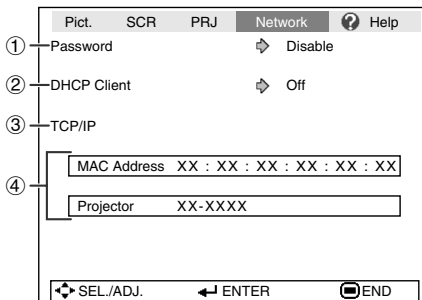 Pict. SCR PRJ Network ? Help
① Password Disable
② DHCP Client Off
③ TCP/IP
④
MAC Address XX : XX : XX : XX : XX : XX
Projector XX-XXXX
SEL./ADJ. ENTER END